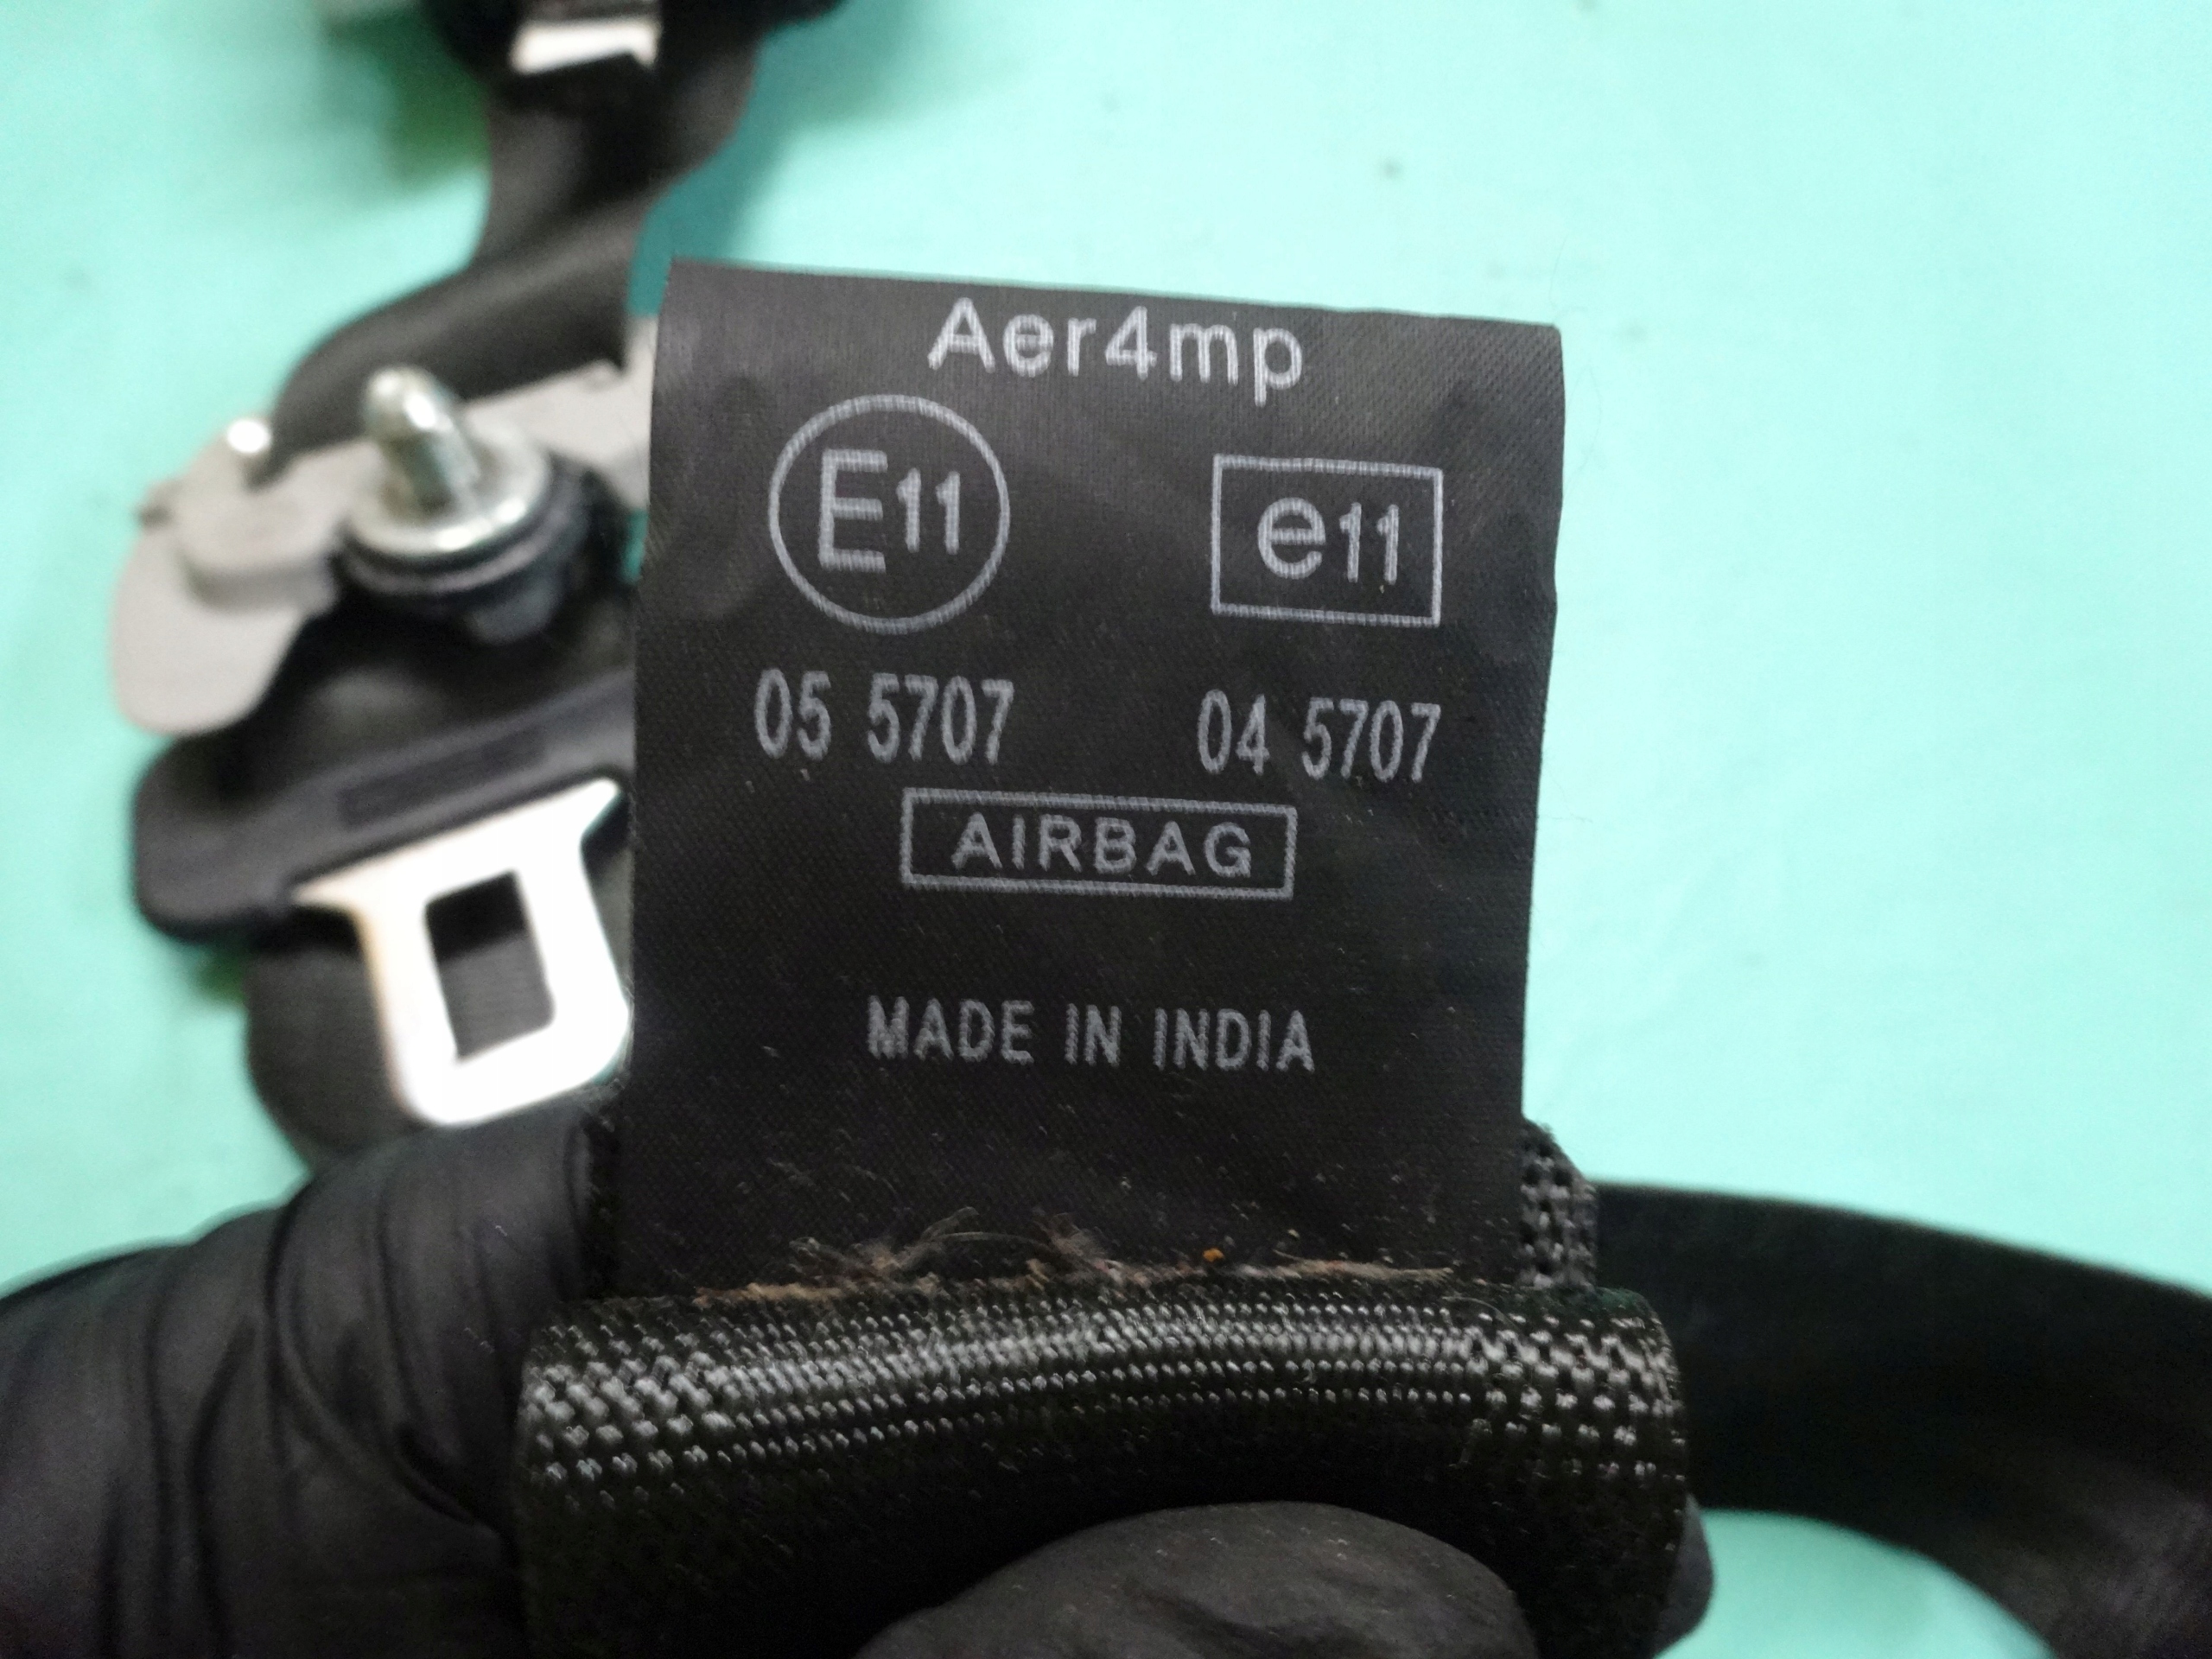 Aer4mp
E11 e11
05 5707 04 5707
AIRBAG
MADE IN INDIA